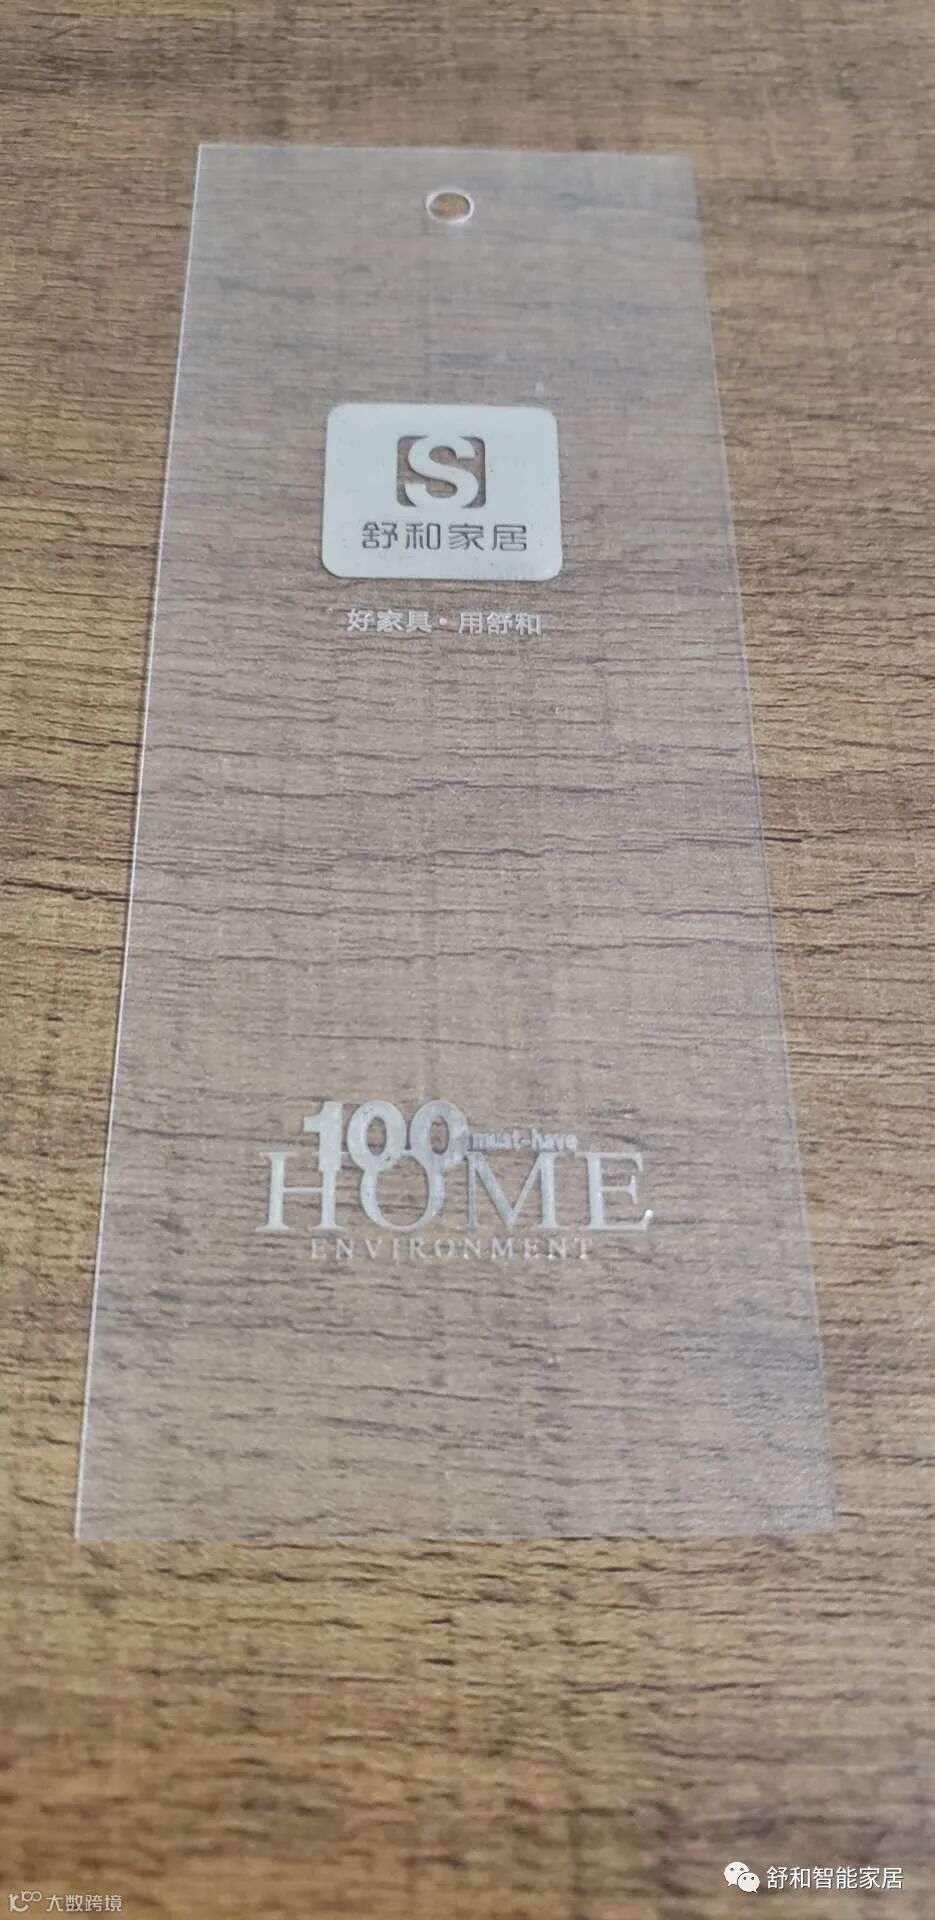 S
舒和家居
好家具·用舒和
100 must-have
HOME
ENVIRONMENT
舒和智能家居
大数跨境